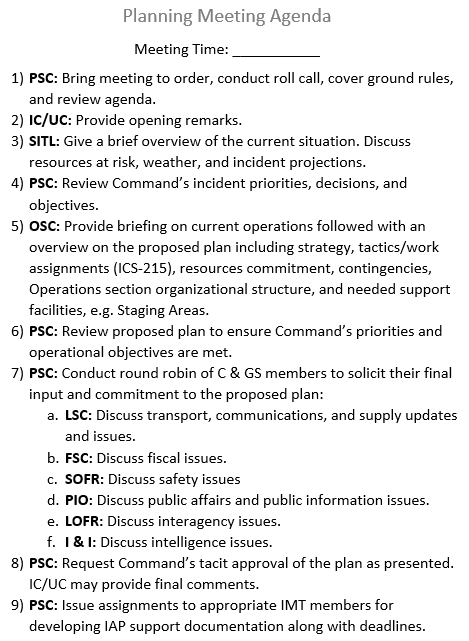 Planning Meeting Agenda
Meeting Time: ____________
1) PSC: Bring meeting to order, conduct roll call, cover ground rules,
and review agenda.
2) IC/UC: Provide opening remarks.
3) SITL: Give a brief overview of the current situation. Discuss
resources at risk, weather, and incident projections.
4) PSC: Review Command’s incident priorities, decisions, and
objectives.
5) OSC: Provide briefing on current operations followed with an
overview on the proposed plan including strategy, tactics/work
assignments (ICS-215), resources commitment, contingencies,
Operations section organizational structure, and needed support
facilities, e.g. Staging Areas.
6) PSC: Review proposed plan to ensure Command’s priorities and
operational objectives are met.
7) PSC: Conduct round robin of C & GS members to solicit their final
input and commitment to the proposed plan:
a. LSC: Discuss transport, communications, and supply updates
and issues.
b. FSC: Discuss fiscal issues.
c. SOFR: Discuss safety issues
d. PIO: Discuss public affairs and public information issues.
e. LOFR: Discuss interagency issues.
f. I & I: Discuss intelligence issues.
8) PSC: Request Command’s tacit approval of the plan as presented.
IC/UC may provide final comments.
9) PSC: Issue assignments to appropriate IMT members for
developing IAP support documentation along with deadlines.